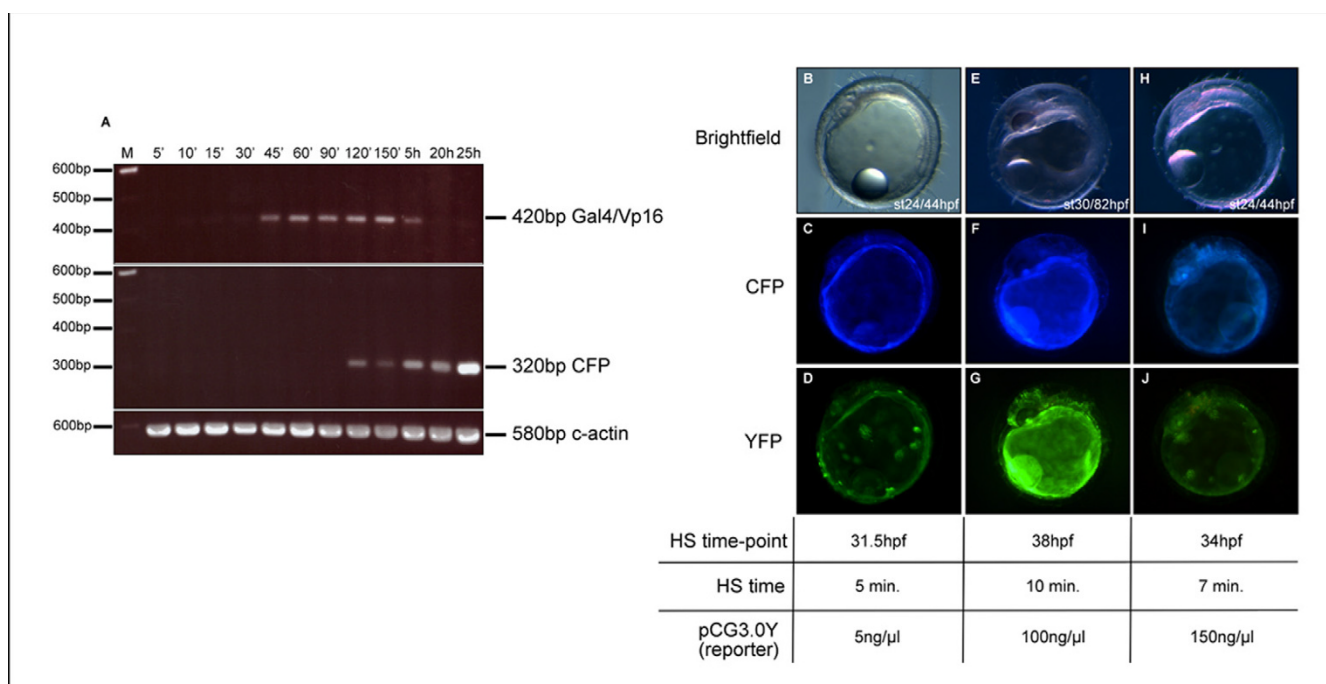 A
M 5' 10' 15' 30' 45' 60' 90' 120' 150' 5h 20h 25h
600bp
500bp
400bp
420bp Gal4/Vp16
600bp
500bp
400bp
300bp
320bp CFP
600bp
580bp c-actin
B E H
Brightfield
st24/44hpf st30/82hpf st24/44hpf
C F I
CFP
D G J
YFP
HS time-point 31.5hpf 38hpf 34hpf
HS time 5 min. 10 min. 7 min.
pCG3.0Y
(reporter) 5ng/µl 100ng/µl 150ng/µl